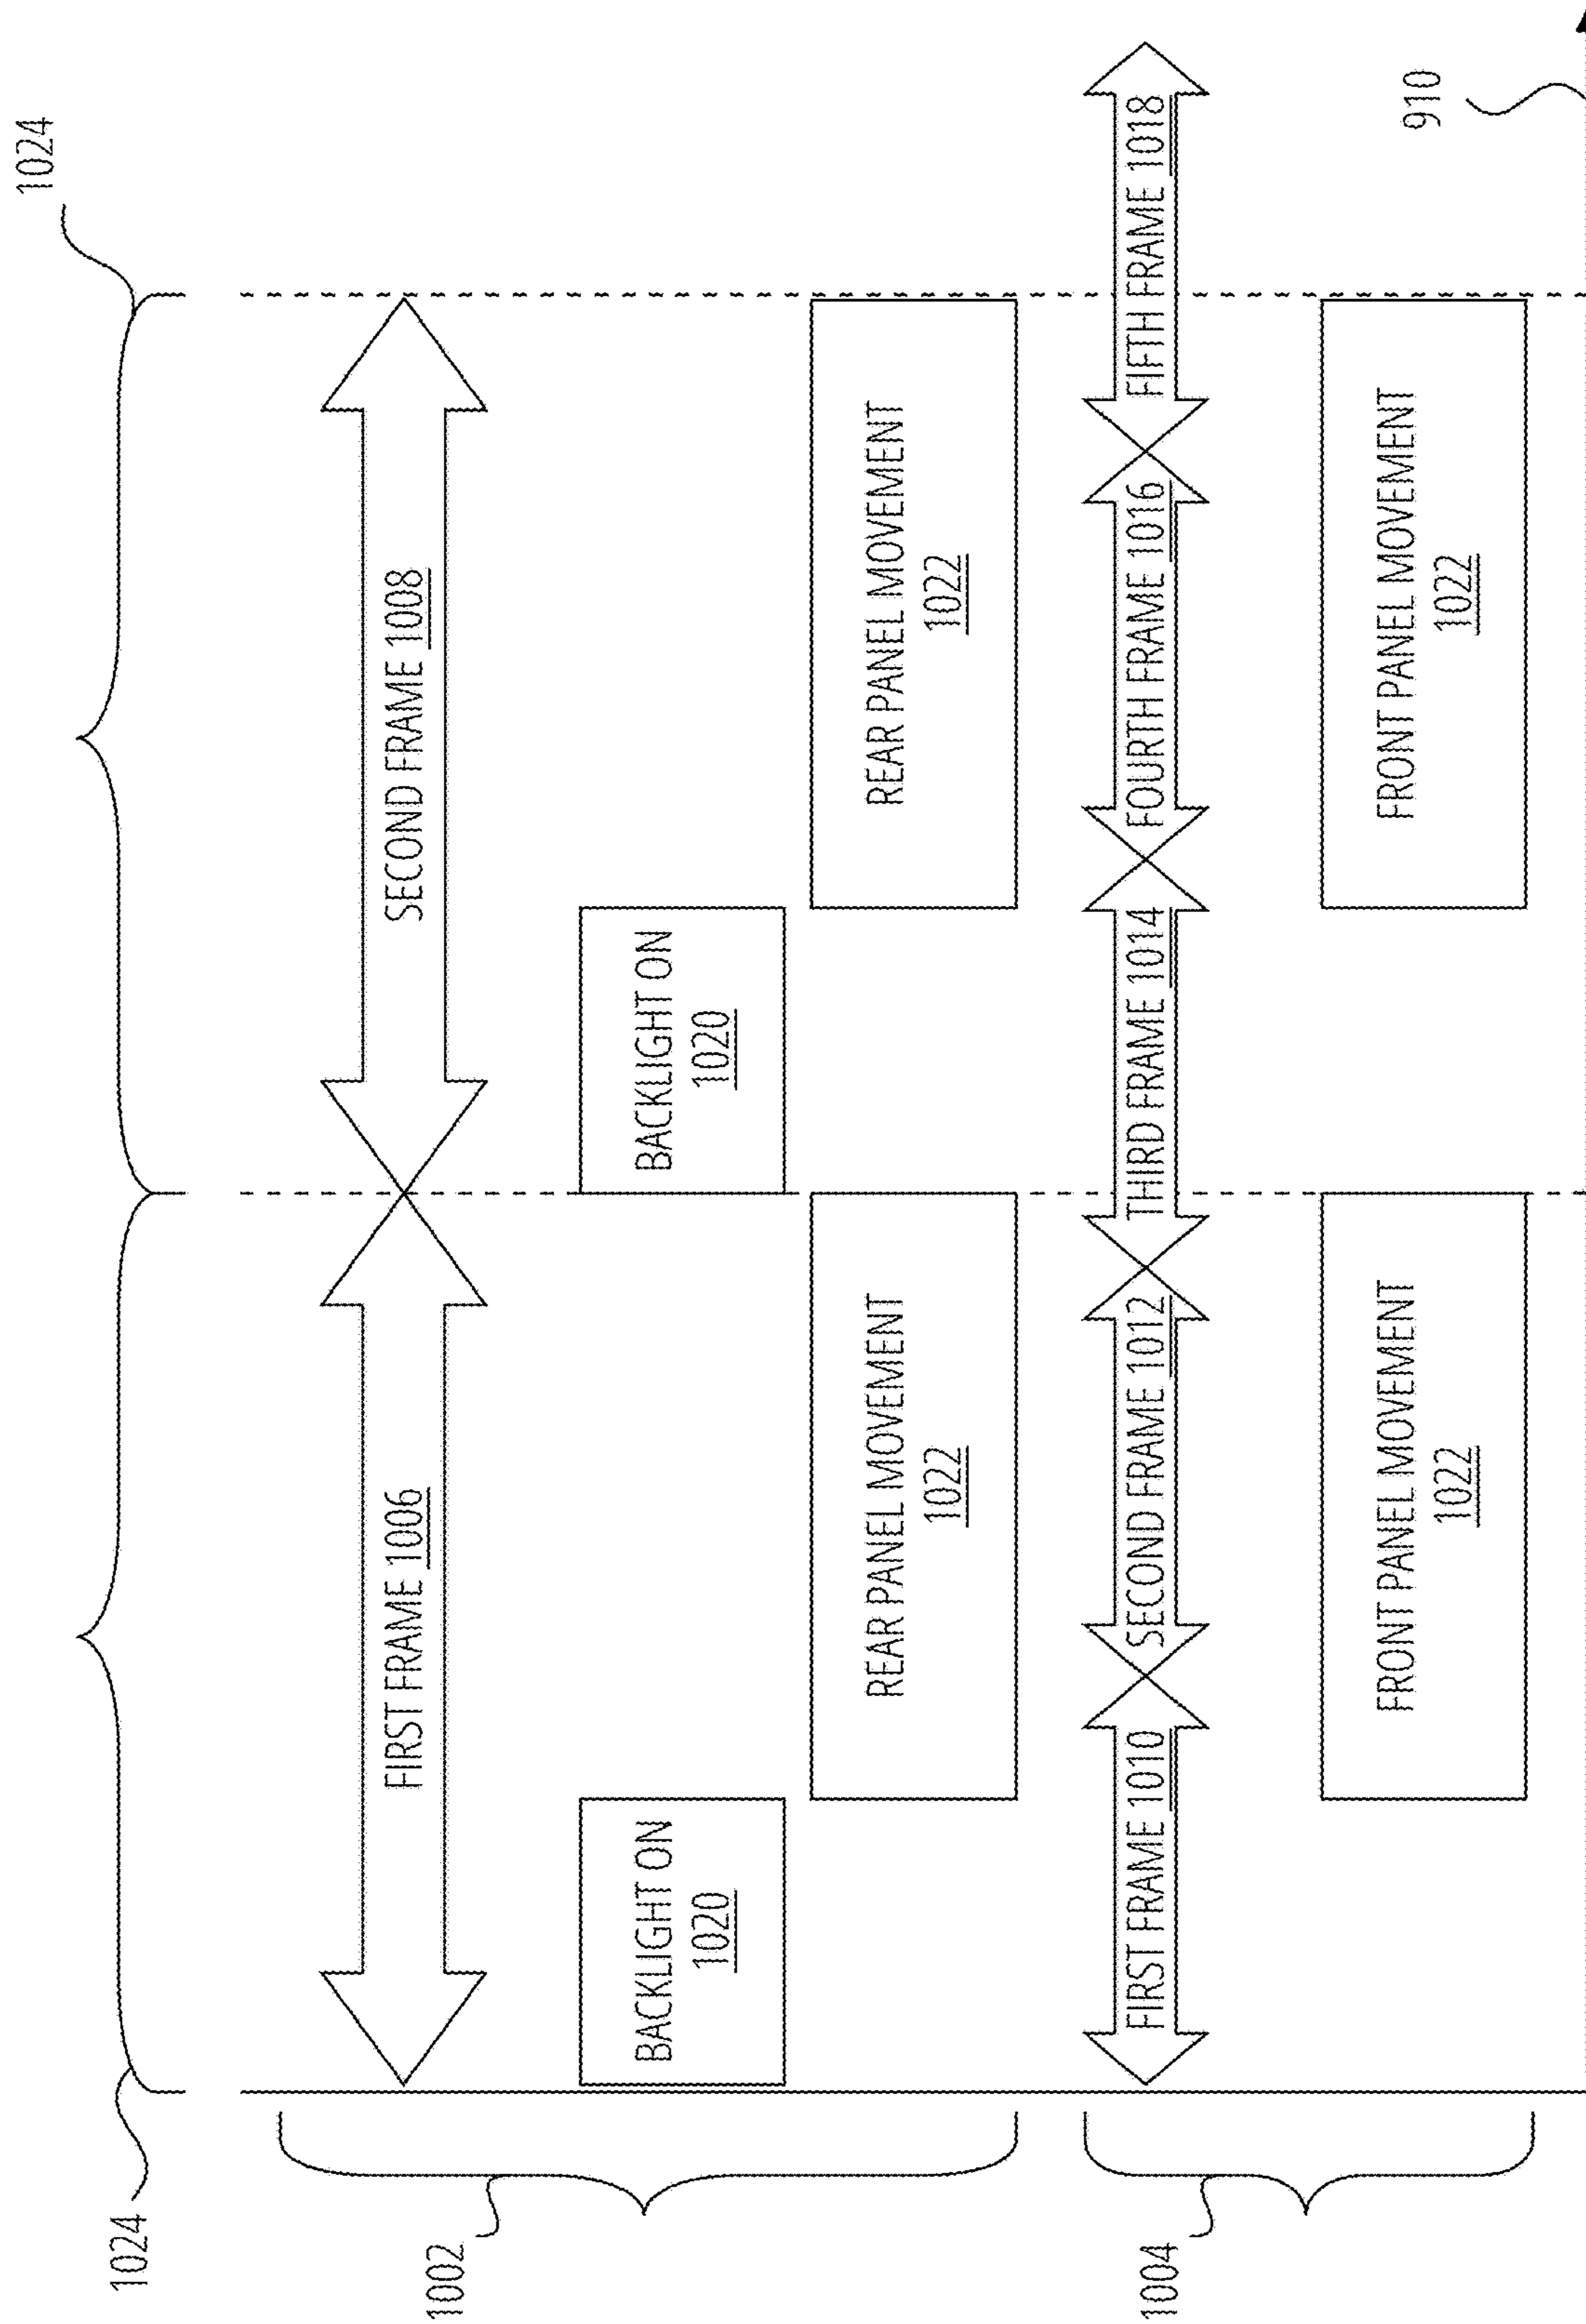 1024
1024
1002
FIRST FRAME 1006
SECOND FRAME 1008
BACKLIGHT ON
1020
BACKLIGHT ON
1020
REAR PANEL MOVEMENT
1022
REAR PANEL MOVEMENT
1022
1004
FIRST FRAME 1010
SECOND FRAME 1012
THIRD FRAME 1014
FOURTH FRAME 1016
FIFTH FRAME 1018
FRONT PANEL MOVEMENT
1022
FRONT PANEL MOVEMENT
1022
910